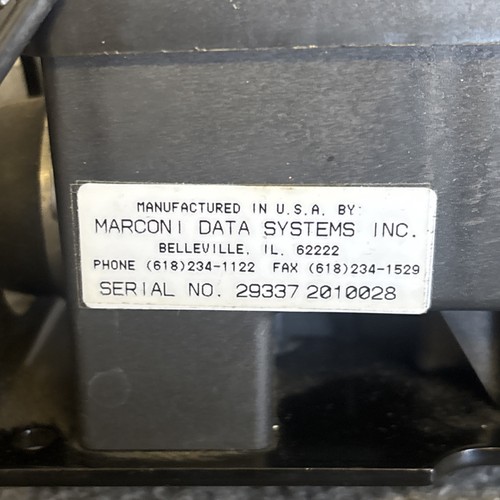 MANUFACTURED IN U.S.A. BY:
MARCONI DATA SYSTEMS INC.
BELLEVILLE, IL. 62222
PHONE (618)234-1122 FAX (618)234-1529
SERIAL NO. 29337 2010028